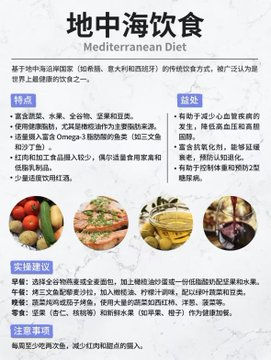 地中海饮食
Mediterranean Diet
基于地中海沿岸国家（如希腊、意大利和西班牙）的传统饮食方式，被广泛认为是
世界上最健康的饮食之一。
特点
• 富含蔬菜、水果、全谷物、坚果和豆类。
• 使用健康脂肪，尤其是橄榄油作为主要脂肪来源。
• 适量摄入富含 Omega-3 脂肪酸的鱼类（如三文鱼
和沙丁鱼）。
• 红肉和加工食品摄入较少，偶尔适量食用家禽和
低脂乳制品。
• 少量适度饮用红酒。
益处
• 有助于减少心血管疾病的
发生，降低高血压和高胆
固醇。
• 富含抗氧化剂，能够延缓
衰老，预防认知退化。
• 有助于控制体重和预防2型
糖尿病。
实操建议
早餐：选择全谷物燕麦或全麦面包，加上橄榄油炒蛋或一份低脂酸奶配坚果和水果。
午餐：烤三文鱼配藜麦沙拉，加入橄榄油、柠檬汁调味，配以绿叶蔬菜和豆类。
晚餐：蔬菜炖鸡或茄子烤鱼，使用大量的蔬菜如西红柿、洋葱、菠菜等。
零食：坚果（杏仁、核桃等）和新鲜水果（如苹果、橙子）作为健康加餐。
注意事项
每周至少吃两次鱼，减少红肉和甜点的摄入。